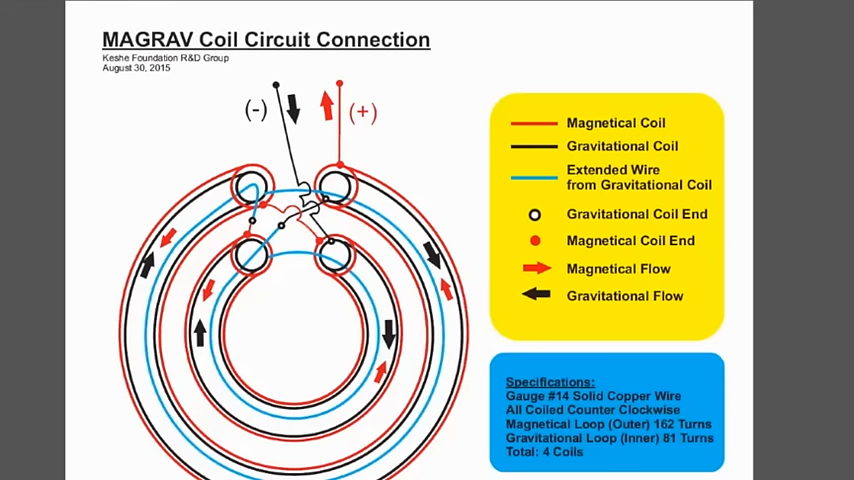 MAGRAV Coil Circuit Connection
Keshe Foundation R&D Group
August 30, 2015
(-)
(+)
Magnetical Coil
Gravitational Coil
Extended Wire
from Gravitational Coil
Gravitational Coil End
Magnetical Coil End
Magnetical Flow
Gravitational Flow
Specifications:
Gauge #14 Solid Copper Wire
All Coiled Counter Clockwise
Magnetical Loop (Outer) 162 Turns
Gravitational Loop (Inner) 81 Turns
Total: 4 Coils